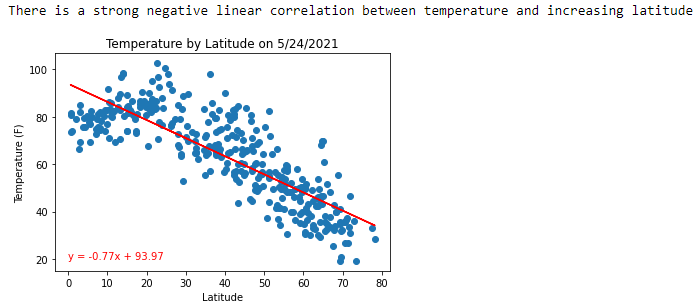 There is a strong negative linear correlation between temperature and increasing latitude
Temperature by Latitude on 5/24/2021
100
80
60
40
20
Temperature (F)
y = -0.77x + 93.97
0 10 20 30 40 50 60 70 80
Latitude